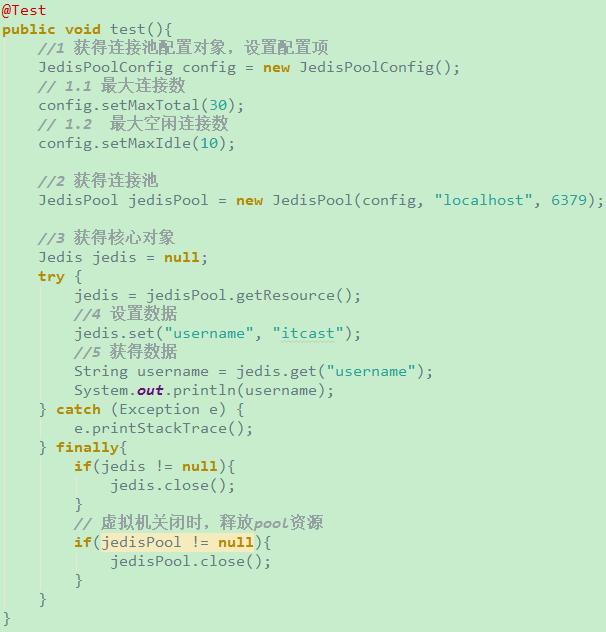 @Test
public void test(){
//1 获得连接池配置对象，设置配置项
JedisPoolConfig config = new JedisPoolConfig();
// 1.1 最大连接数
config.setMaxTotal(30);
// 1.2  最大空闲连接数
config.setMaxIdle(10);
//2 获得连接池
JedisPool jedisPool = new JedisPool(config, "localhost", 6379);
//3 获得核心对象
Jedis jedis = null;
try {
jedis = jedisPool.getResource();
//4 设置数据
jedis.set("username", "itcast");
//5 获得数据
String username = jedis.get("username");
System.out.println(username);
} catch (Exception e) {
e.printStackTrace();
} finally{
if(jedis != null){
jedis.close();
}
// 虚拟机关闭时，释放pool资源
if(jedisPool != null){
jedisPool.close();
}
}
}